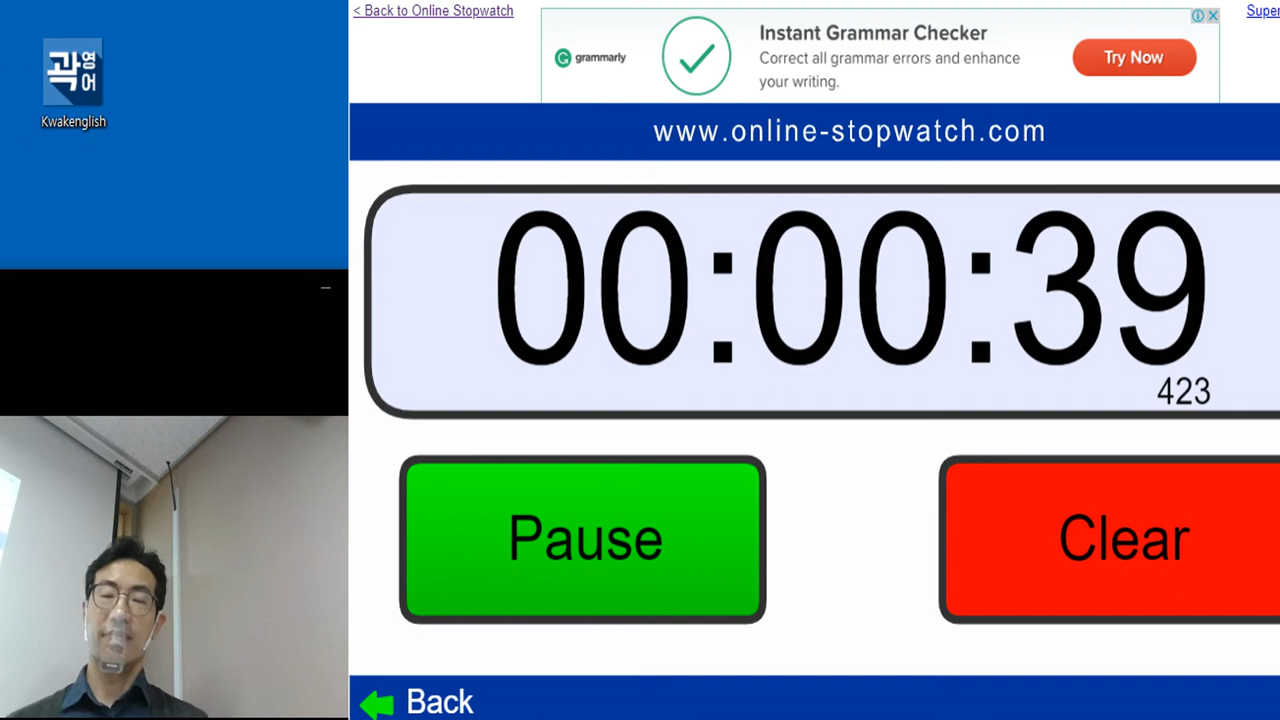 곽영어
Kwakenglish
< Back to Online Stopwatch
grammarly
Instant Grammar Checker
Correct all grammar errors and enhance
your writing.
Try Now
Super
www.online-stopwatch.com
00:00:39
423
Pause
Clear
Back